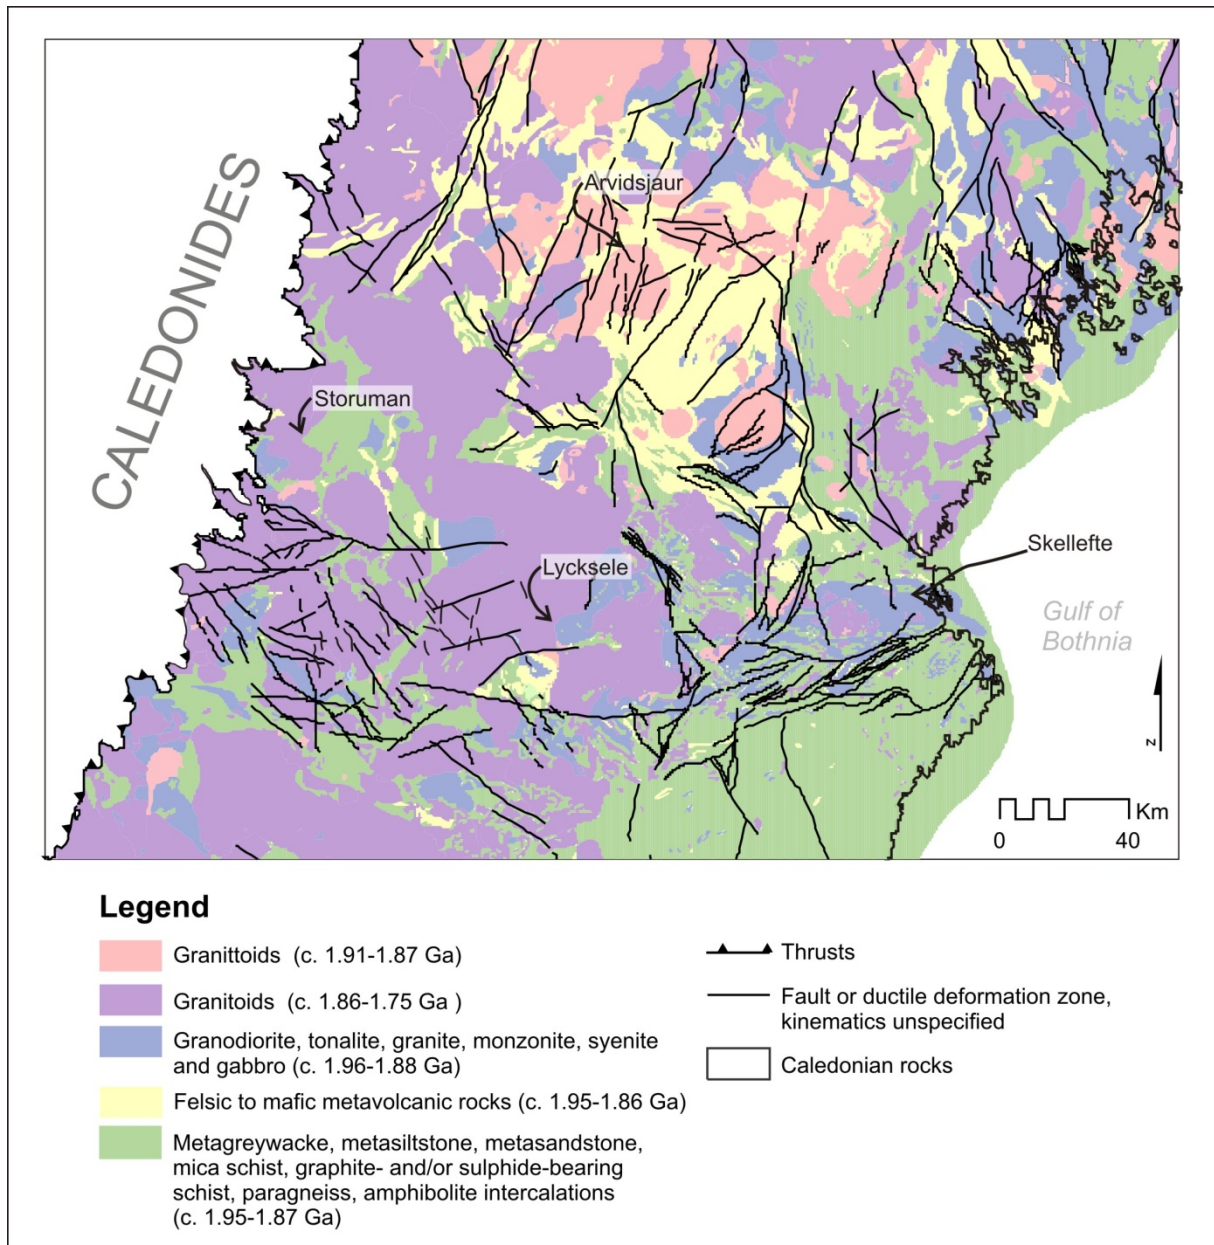 CALEDONIDES
Arvidsjaur
Storuman
Lycksele
Skellefte
Gulf of
Bothnia
N
Km
0 40
Legend
Granittoids (c. 1.91-1.87 Ga)
Granitoids (c. 1.86-1.75 Ga )
Granodiorite, tonalite, granite, monzonite, syenite
and gabbro (c. 1.96-1.88 Ga)
Felsic to mafic metavolcanic rocks (c. 1.95-1.86 Ga)
Metagreywacke, metasiltstone, metasandstone,
mica schist, graphite- and/or sulphide-bearing
schist, paragneiss, amphibolite intercalations
(c. 1.95-1.87 Ga)
Thrusts
Fault or ductile deformation zone,
kinematics unspecified
Caledonian rocks